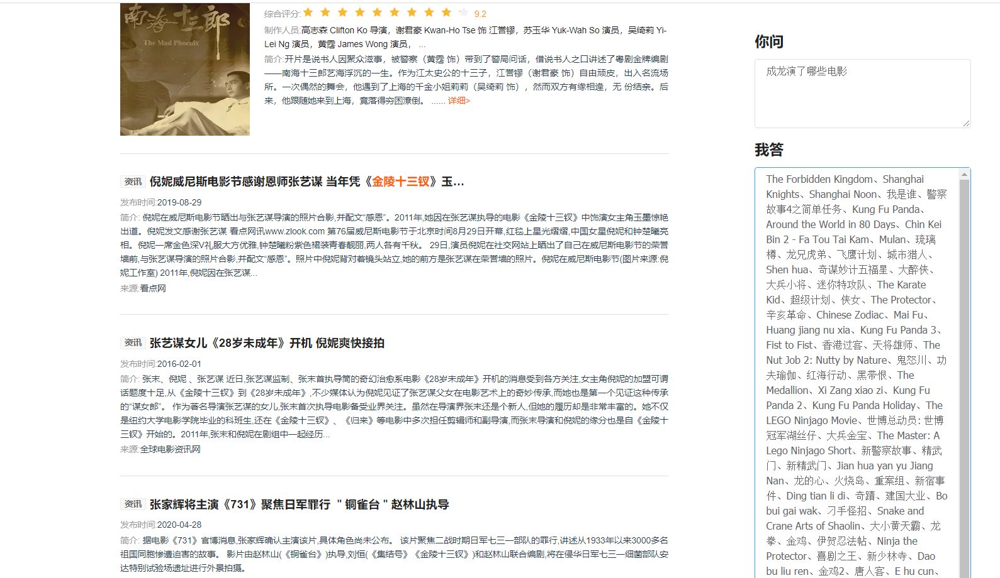 南海十三郎
The Mad Phoenix
综合评分: 9.2
制作人员:高志森 Clifton Ko 导演，谢君豪 Kwan-Ho Tse 饰 江誉镠，苏玉华 Yuk-Wah So 演员，吴绮莉 Yi-
Lei Ng 演员，黄霑 James Wong 演员， ...
简介:开片是说书人因聚众滋事，被警察（黄霑 饰）带到了警局问话，借说书人之口讲述了粤剧金牌编剧
——南海十三郎艺海浮沉的一生。作为江太史公的十三子，江誉镠（谢君豪 饰）自由顽皮，出入名流场
所。一次偶然的舞会，他遇到了上海的千金小姐莉莉（吴绮莉 饰），然而双方有缘相逢，无 份结亲。后
来，他跟随她来到上海，竟落得穷困潦倒。 ...... 详细>
资讯 倪妮威尼斯电影节感谢恩师张艺谋 当年凭《金陵十三钗》玉...
发布时间:2019-08-29
简介: 倪妮在威尼斯电影节晒出与张艺谋导演的照片合影,并配文“感恩”。2011年,她因在张艺谋执导的电影《金陵十三钗》中饰演女主角玉墨惊艳
出道。倪妮发文感谢张艺谋 看点网讯www.zlook.com 第76届威尼斯电影节于北京时间8月29日开幕,红毯上星光熠熠,中国女星倪妮和钟楚曦亮
相。倪妮一席金色深V礼服大方优雅,钟楚曦粉紫色裙装青春靓丽,两人各有千秋。 29日,演员倪妮在社交网站上晒出了自己在威尼斯电影节的荣誉
墙前,与张艺谋导演的照片合影,并配文“感恩”。照片中倪妮背对着镜头站立,她的前方是张艺谋在荣誉墙的照片。倪妮在威尼斯电影节(图片来源:倪
妮工作室) 2011年,倪妮因在张艺谋...
来源:看点网
资讯 张艺谋女儿《28岁未成年》开机 倪妮爽快接拍
发布时间:2016-02-01
简介: 张末、倪妮 、张艺谋 近日,张艺谋监制、张末首执导筒的奇幻治愈系电影《28岁未成年》开机的消息受到各方关注,女主角倪妮的加盟可谓
话题度十足,从《金陵十三钗》到《28岁未成年》,不少媒体认为倪妮见证了张艺谋父女在电影艺术上的奇妙传承,而她也是第一个见证这种传承
的“谋女郎”。 作为著名导演张艺谋的女儿,张末首次执导电影备受业界关注。虽然在导演界张末还是个新人,但她的履历却是非常丰富的。她不仅
是纽约大学电影学院毕业的科班生,还在《金陵十三钗》、《归来》等电影中多次担任剪辑师和副导演,而张末导演和倪妮的缘分也是自《金陵十
三钗》开始的。2011年,张末和倪妮在剧组中一起经历...
来源:全球电影资讯网
资讯 张家辉将主演《731》聚焦日军罪行 ＂铜雀台＂赵林山执导
发布时间:2020-04-28
简介: 据电影《731》官博消息,张家辉确认主演该片,具体角色尚未公布。 该片聚焦二战时期日军七三一部队的罪行,讲述从1933年以来3000多名
祖国同胞惨遭迫害的故事。 影片由赵林山(《铜雀台》)执导,刘恒(《集结号》《金陵十三钗》)和赵林山联合编剧,将在侵华日军七三一细菌部队安
达特别试验场遗址进行外景拍摄。
你问
成龙演了哪些电影
我答
The Forbidden Kingdom、Shanghai
Knights、Shanghai Noon、我是谁、警察
故事4之简单任务、Kung Fu Panda、
Around the World in 80 Days、Chin Kei
Bin 2 - Fa Tou Tai Kam、Mulan、琉璃
樽、龙兄虎弟、飞鹰计划、城市猎人、
Shen hua、奇谋妙计五福星、大醉侠、
大兵小将、迷你特攻队、The Karate
Kid、超级计划、侠女、The Protector、
辛亥革命、Chinese Zodiac、Mai Fu、
Huang jiang nu xia、Kung Fu Panda 3、
Fist to Fist、香港过客、天将雄师、The
Nut Job 2: Nutty by Nature、鬼怒川、功
夫瑜伽、红海行动、黑带恨、The
Medallion、Xi Zang xiao zi、Kung Fu
Panda 2、Kung Fu Panda Holiday、The
LEGO Ninjago Movie、世博总动员: 世博
冠军湖丝仔、大兵金宝、The Master: A
Lego Ninjago Short、新警察故事、精武
门、新精武门、Jian hua yan yu Jiang
Nan、龙的心、火烧岛、重案组、新宿事
件、Ding tian li di、奇蹟、建国大业、Bo
bui gai wak、刁手怪招、Snake and
Crane Arts of Shaolin、大小黄天霸、龙
拳、金鸡、伊贺忍法帖、Ninja the
Protector、喜剧之王、新少林寺、Dao
bu liu ren、金鸡2、唐人客、E hu cun、